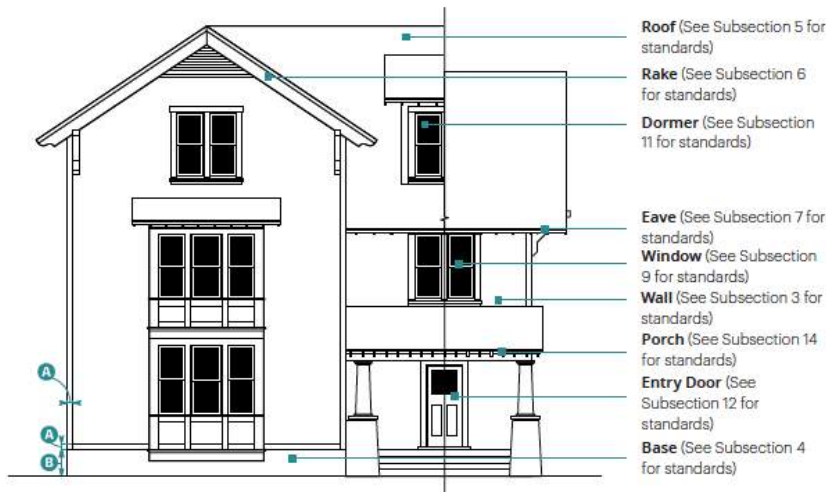 Roof (See Subsection 5 for
standards)
Rake (See Subsection 6
for standards)
Dormer (See Subsection
11 for standards)
Eave (See Subsection 7 for
standards)
Window (See Subsection
9 for standards)
Wall (See Subsection 3 for
standards)
Porch (See Subsection 14
for standards)
Entry Door (See
Subsection 12 for
standards)
Base (See Subsection 4
for standards)
A
A
B